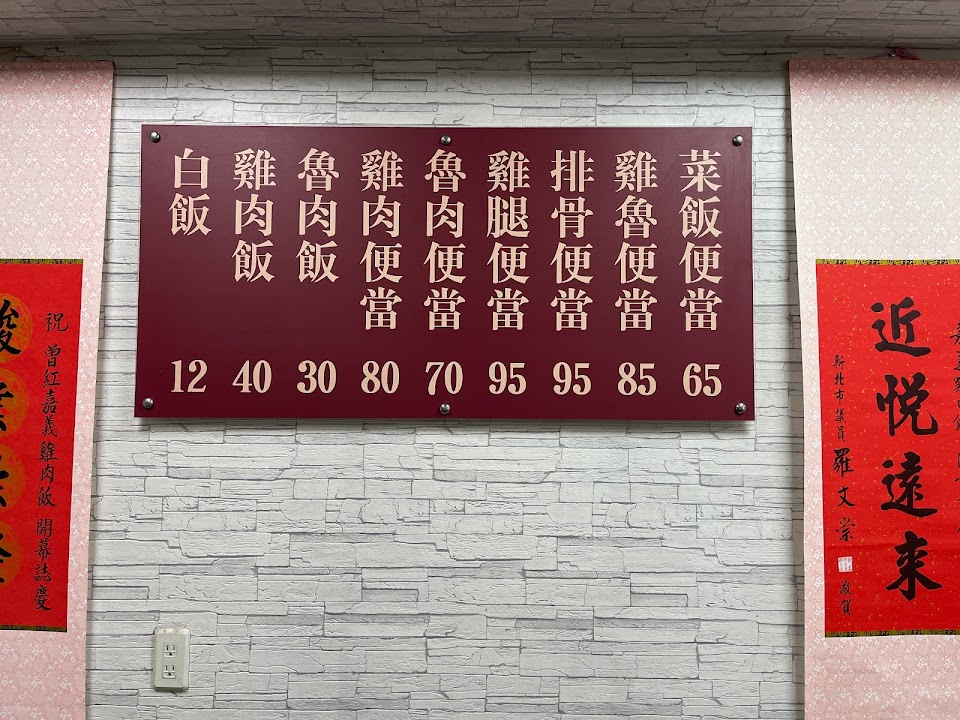 菜飯便當 65
雞魯便當 85
排骨便當 95
雞腿便當 95
魯肉便當 70
雞肉便當 80
魯肉飯 30
雞肉飯 40
白飯 12
近悅遠來
新北市議員 羅文崇 敬賀
祝 曾紅嘉義雞肉飯 開幕誌慶